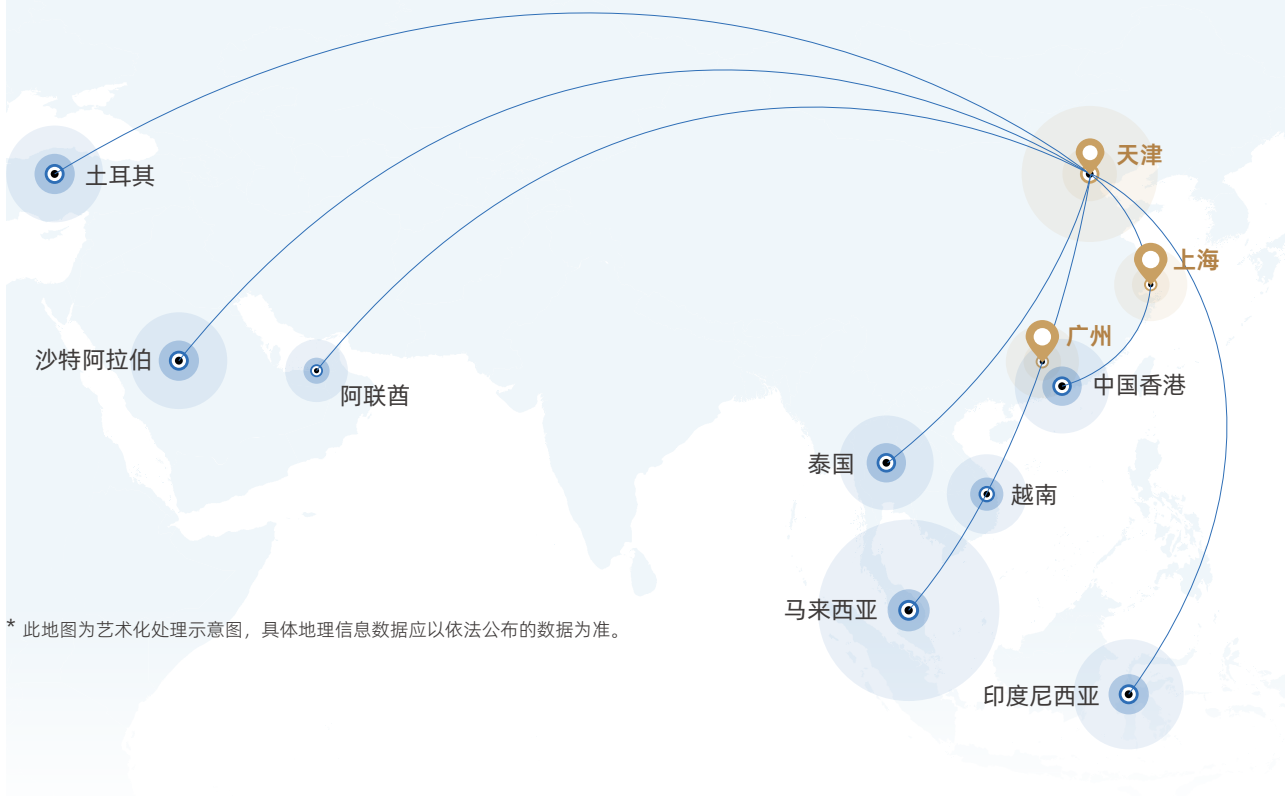 天津
土耳其
上海
广州
沙特阿拉伯
阿联酋
中国香港
泰国
越南
马来西亚
* 此地图为艺术化处理示意图，具体地理信息数据应以依法公布的数据为准。
印度尼西亚